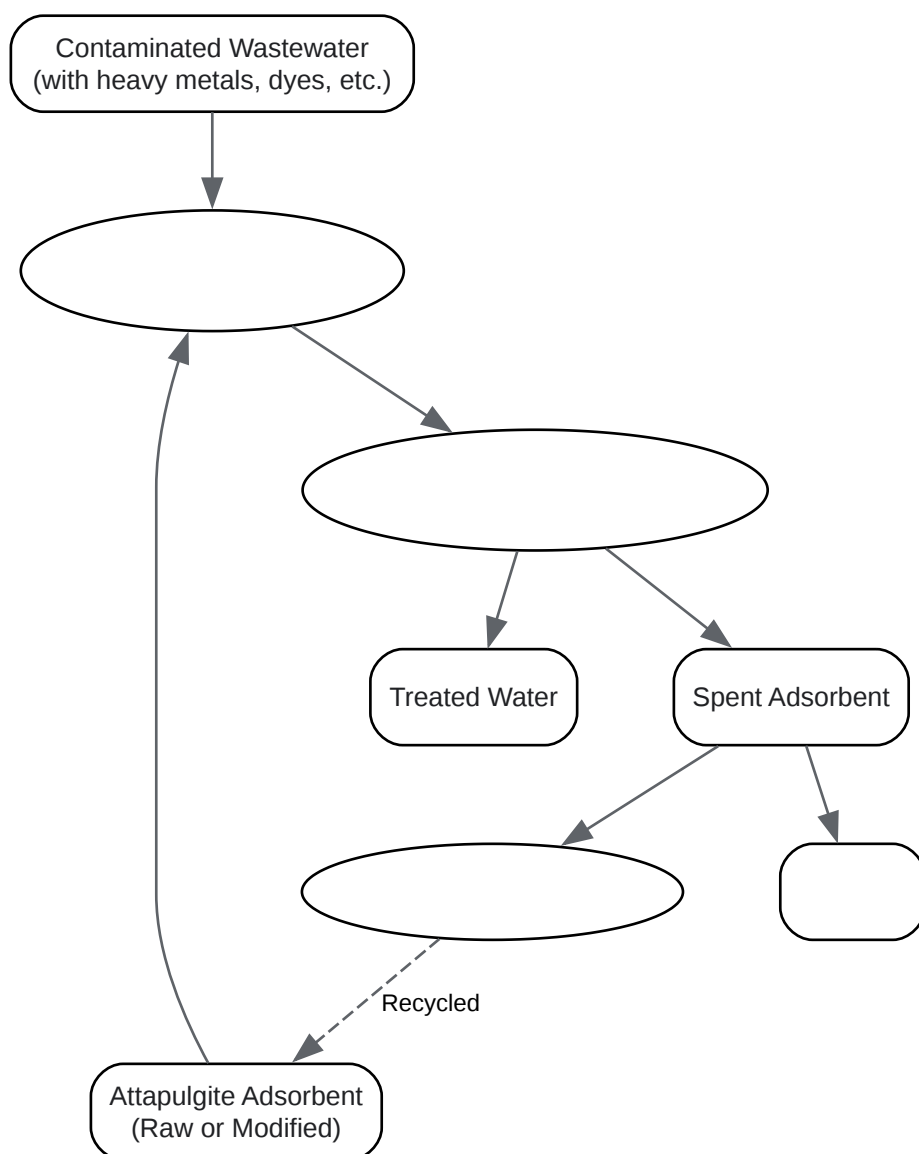 Contaminated Wastewater
(with heavy metals, dyes, etc.)
Treated Water
Spent Adsorbent
Recycled
Attapulgite Adsorbent
(Raw or Modified)